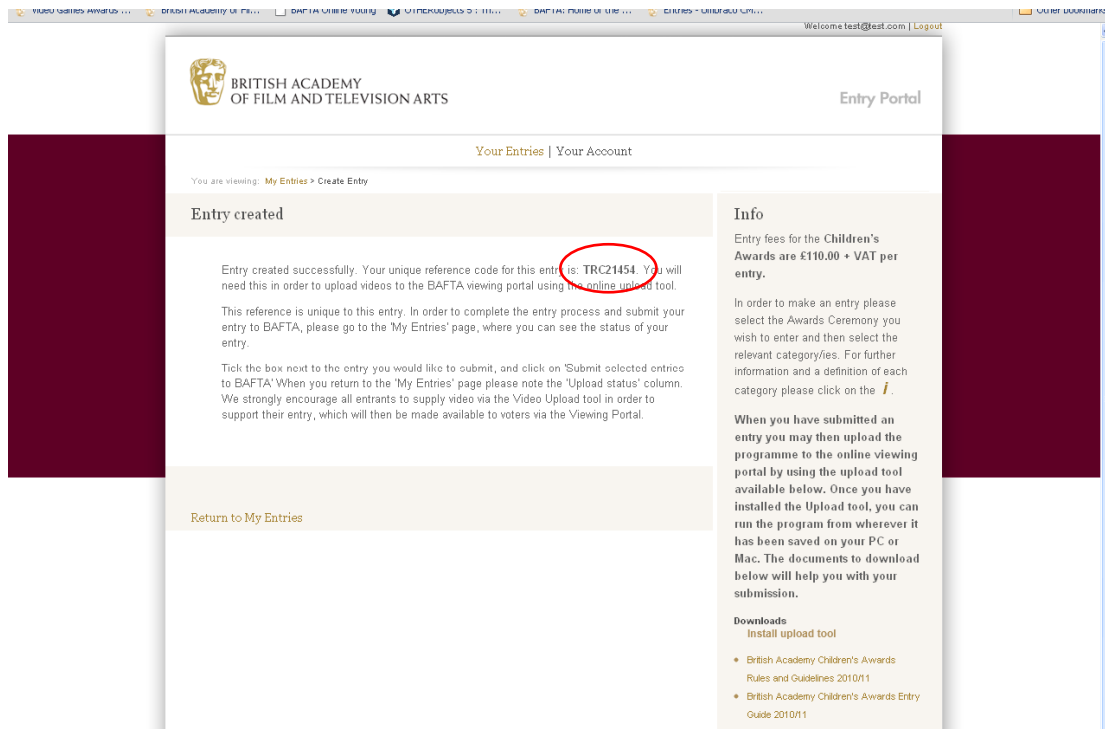 Welcome test@test.com | Logout
BRITISH ACADEMY
OF FILM AND TELEVISION ARTS
Entry Portal
Your Entries | Your Account
You are viewing: My Entries > Create Entry
Entry created
Entry created successfully. Your unique reference code for this entry is: TRC21454. You will
need this in order to upload videos to the BAFTA viewing portal using the online upload tool.
This reference is unique to this entry. In order to complete the entry process and submit your
entry to BAFTA, please go to the 'My Entries' page, where you can see the status of your
entry.
Tick the box next to the entry you would like to submit, and click on 'Submit selected entries
to BAFTA' When you return to the 'My Entries' page please note the 'Upload status' column.
We strongly encourage all entrants to supply video via the Video Upload tool in order to
support their entry, which will then be made available to voters via the Viewing Portal.
Return to My Entries
Info
Entry fees for the Children's
Awards are £110.00 + VAT per
entry.
In order to make an entry please
select the Awards Ceremony you
wish to enter and then select the
relevant category/ies. For further
information and a definition of each
category please click on the i .
When you have submitted an
entry you may then upload the
programme to the online viewing
portal by using the upload tool
available below. Once you have
installed the Upload tool, you can
run the program from wherever it
has been saved on your PC or
Mac. The documents to download
below will help you with your
submission.
Downloads
Install upload tool
British Academy Children's Awards
Rules and Guidelines 2010/11
British Academy Children's Awards Entry
Guide 2010/11